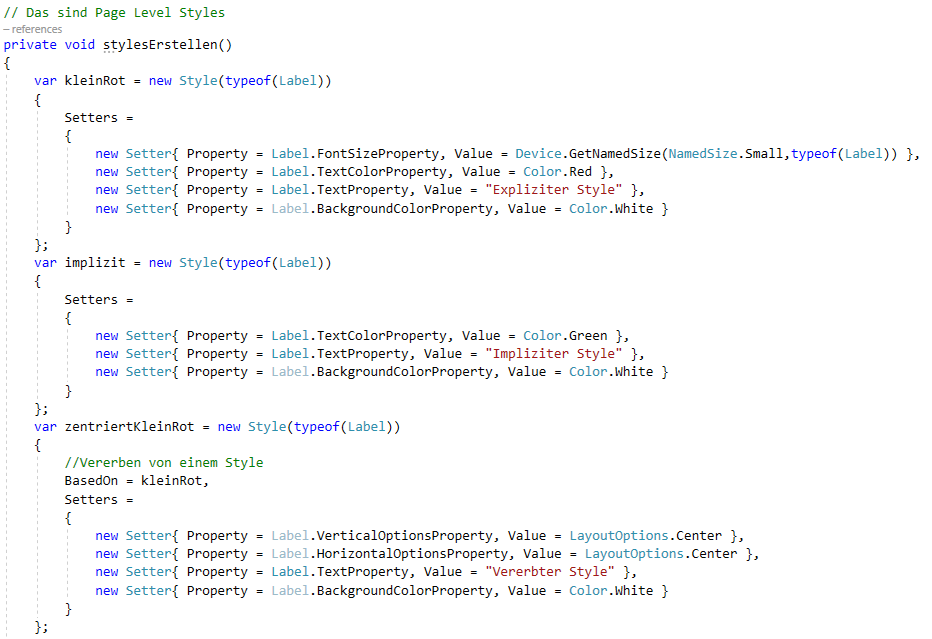 // Das sind Page Level Styles
– references
private void stylesErstellen()
{
var kleinRot = new Style(typeof(Label))
{
Setters =
{
new Setter{ Property = Label.FontSizeProperty, Value = Device.GetNamedSize(NamedSize.Small,typeof(Label)) },
new Setter{ Property = Label.TextColorProperty, Value = Color.Red },
new Setter{ Property = Label.TextProperty, Value = "Expliziter Style" },
new Setter{ Property = Label.BackgroundColorProperty, Value = Color.White }
}
};
var implizit = new Style(typeof(Label))
{
Setters =
{
new Setter{ Property = Label.TextColorProperty, Value = Color.Green },
new Setter{ Property = Label.TextProperty, Value = "Impliziter Style" },
new Setter{ Property = Label.BackgroundColorProperty, Value = Color.White }
}
};
var zentriertKleinRot = new Style(typeof(Label))
{
//Vererben von einem Style
BasedOn = kleinRot,
Setters =
{
new Setter{ Property = Label.VerticalOptionsProperty, Value = LayoutOptions.Center },
new Setter{ Property = Label.HorizontalOptionsProperty, Value = LayoutOptions.Center },
new Setter{ Property = Label.TextProperty, Value = "Vererbter Style" },
new Setter{ Property = Label.BackgroundColorProperty, Value = Color.White }
}
};